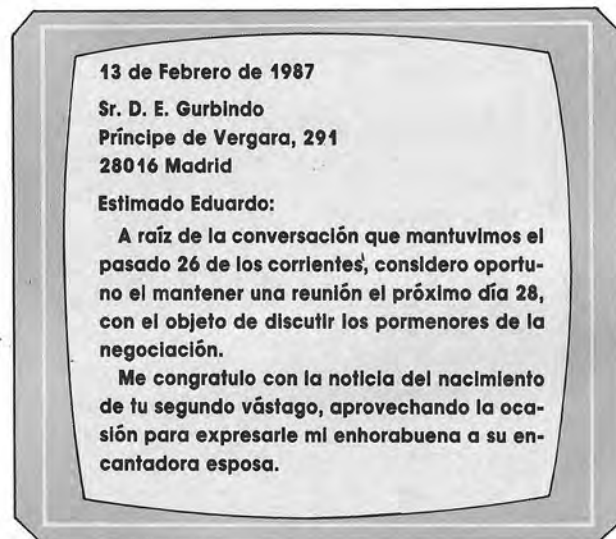 13 de Febrero de 1987
Sr. D. E. Gurbindo
Príncipe de Vergara, 291
28016 Madrid
Estimado Eduardo:
A raíz de la conversación que mantuvimos el
pasado 26 de los corrientes, considero oportu-
no el mantener una reunión el próximo día 28,
con el objeto de discutir los pormenores de la
negociación.
Me congratulo con la noticia del nacimiento
de tu segundo vástago, aprovechando la oca-
sión para expresarle mi enhorabuena a su en-
cantadora esposa.